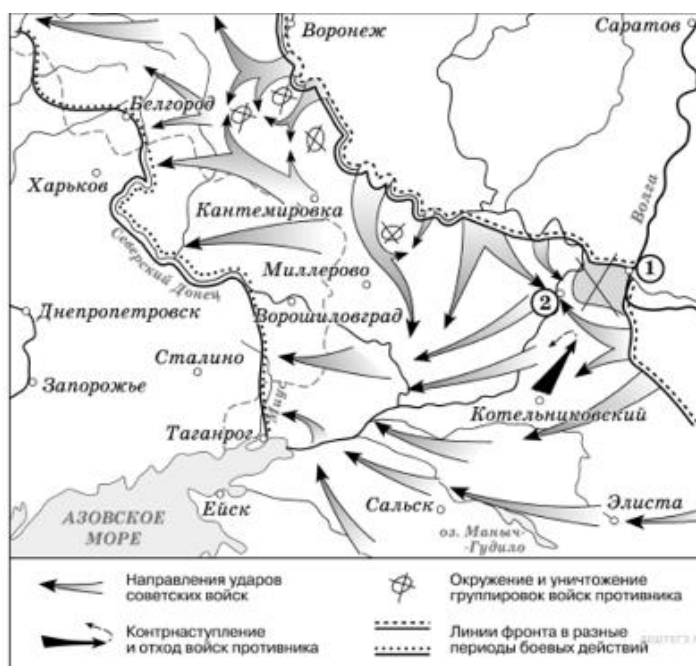 Воронеж
Саратов
Белгород
Харьков
Кантемировка
Волга
Северский Донец
Миллерово
1
2
Днепропетровск
Ворошиловград
Сталино
Запорожье
Миус
Котельниковский
Таганрог
Ейск
Сальск
Элиста
АЗОВСКОЕ
МОРЕ
оз. Маныч-
-Гудило
Направления ударов
советских войск
Окружение и уничтожение
группировок войск противника
Контрнаступление
и отход войск противника
Линии фронта в разные
периоды боевых действий